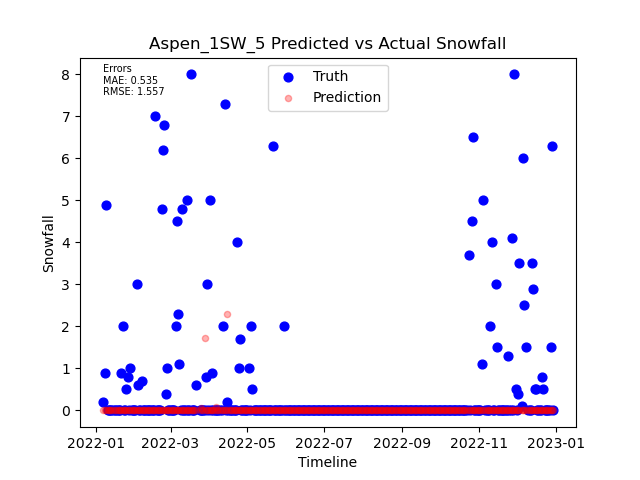 Aspen_1SW_5 Predicted vs Actual Snowfall
Errors
MAE: 0.535
RMSE: 1.557
Truth
Prediction
8
7
6
5
4
3
2
1
0
Snowfall
2022-01 2022-03 2022-05 2022-07 2022-09 2022-11 2023-01
Timeline